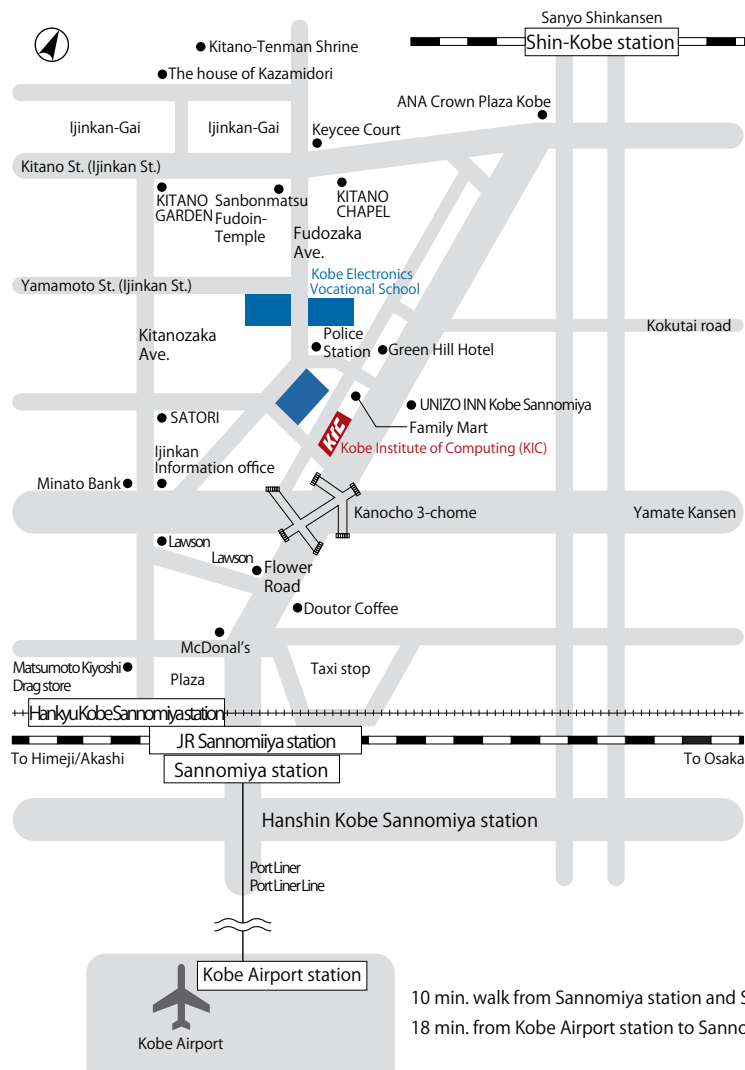 Sanyo Shinkansen
Shin-Kobe station
Kitano-Tenman Shrine
The house of Kazamidori
ANA Crown Plaza Kobe
Ijinkan-Gai
Ijinkan-Gai
Keycee Court
Kitano St. (Ijinkan St.)
KITANO
GARDEN
Sanbonmatsu
Fudoin-
Temple
KITANO
CHAPEL
Fudozaka
Ave.
Kobe Electronics
Vocational School
Yamamoto St. (Ijinkan St.)
Kitanozaka
Ave.
Police
Station
Green Hill Hotel
Kokutai road
UNIZO INN Kobe Sannomiya
Family Mart
SATORI
KIC
Kobe Institute of Computing (KIC)
Ijinkan
Information office
Minato Bank
Kanocho 3-chome
Yamate Kansen
Lawson
Lawson
Flower
Road
Doutor Coffee
McDonal's
Matsumoto Kiyoshi
Drag store
Plaza
Taxi stop
Hankyu Kobe Sannomiya station
JR Sannomiiya station
To Himeji/Akashi
To Osaka
Sannomiya station
Hanshin Kobe Sannomiya station
Port Liner
Port Liner Line
Kobe Airport station
Kobe Airport
10 min. walk from Sannomiya station and S
18 min. from Kobe Airport station to Sanno